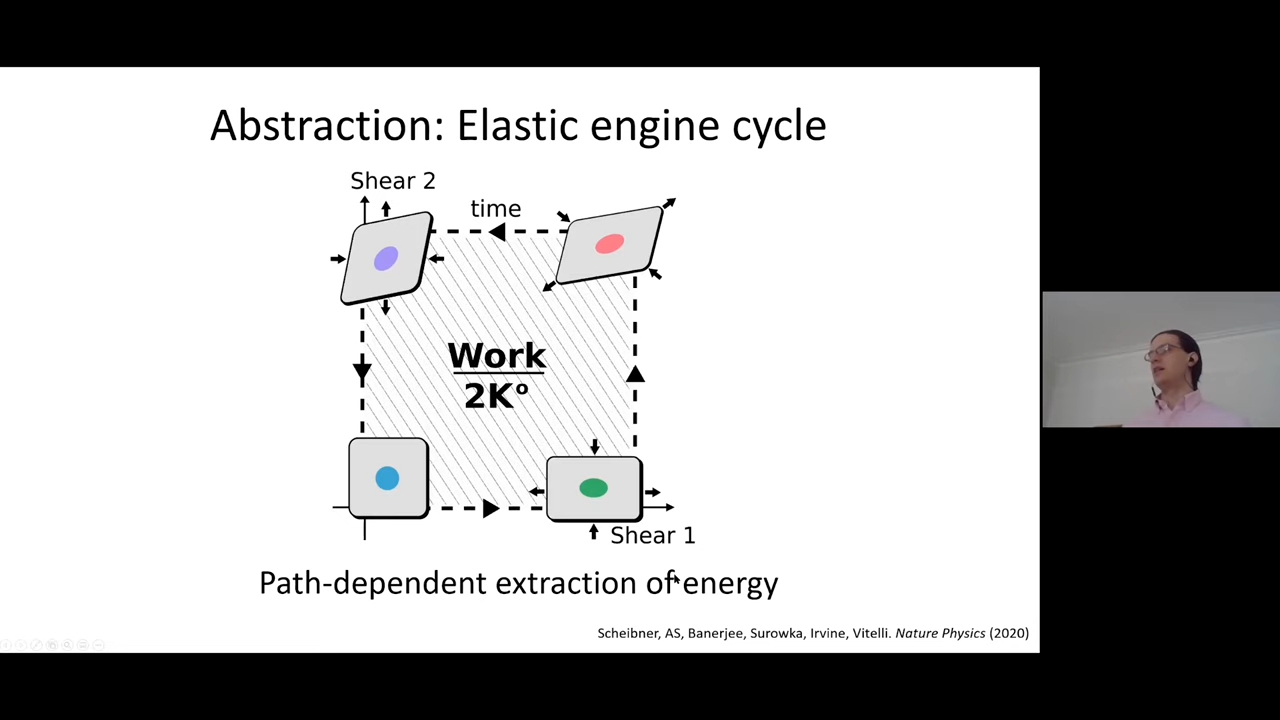 Abstraction: Elastic engine cycle
Shear 2
time
Work
2Kᵒ
Shear 1
Path-dependent extraction of energy
Scheibner, AS, Banerjee, Surowka, Irvine, Vitelli. Nature Physics (2020)